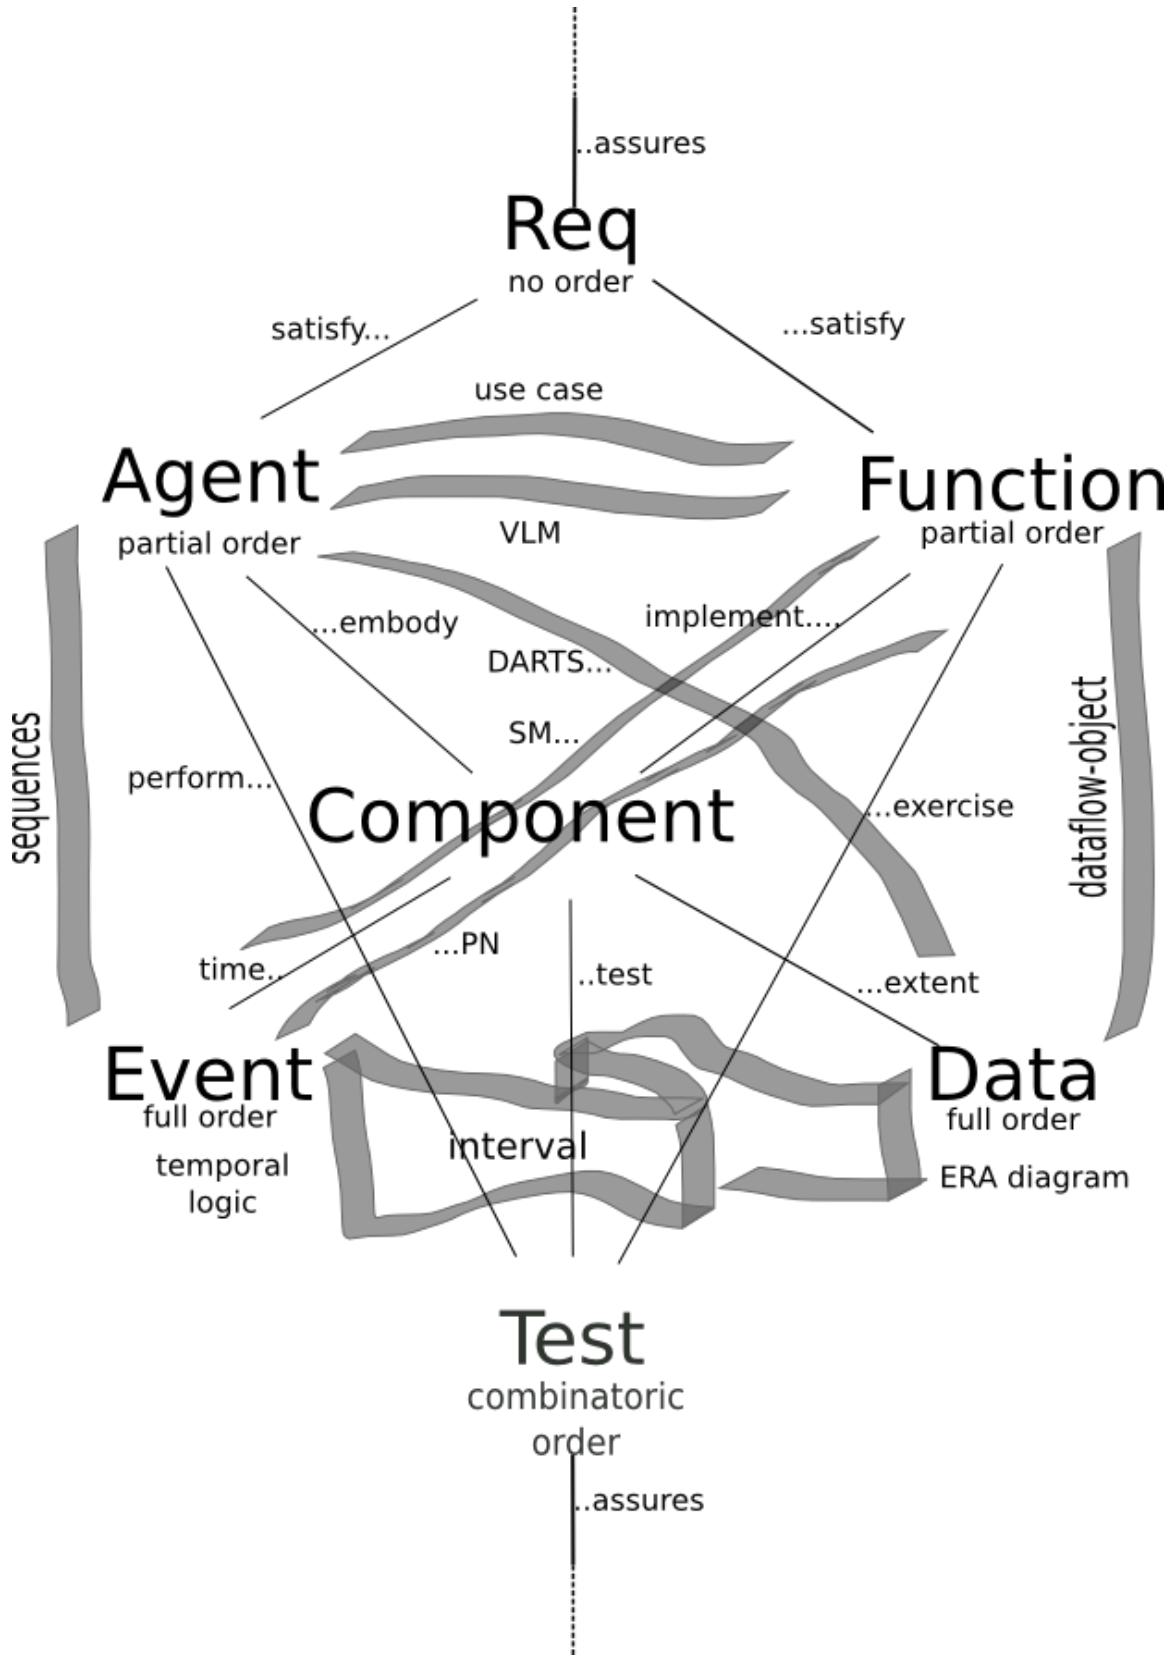 ..assures
Req
no order
satisfy...
...satisfy
use case
Agent
Function
partial order
VLM
partial order
...embody
implement....
DARTS...
SM...
sequences
dataflow-object
perform...
Component
...exercise
...PN
time..
..test
...extent
Event
Data
full order
full order
interval
temporal
logic
ERA diagram
Test
combinatoric
order
..assures